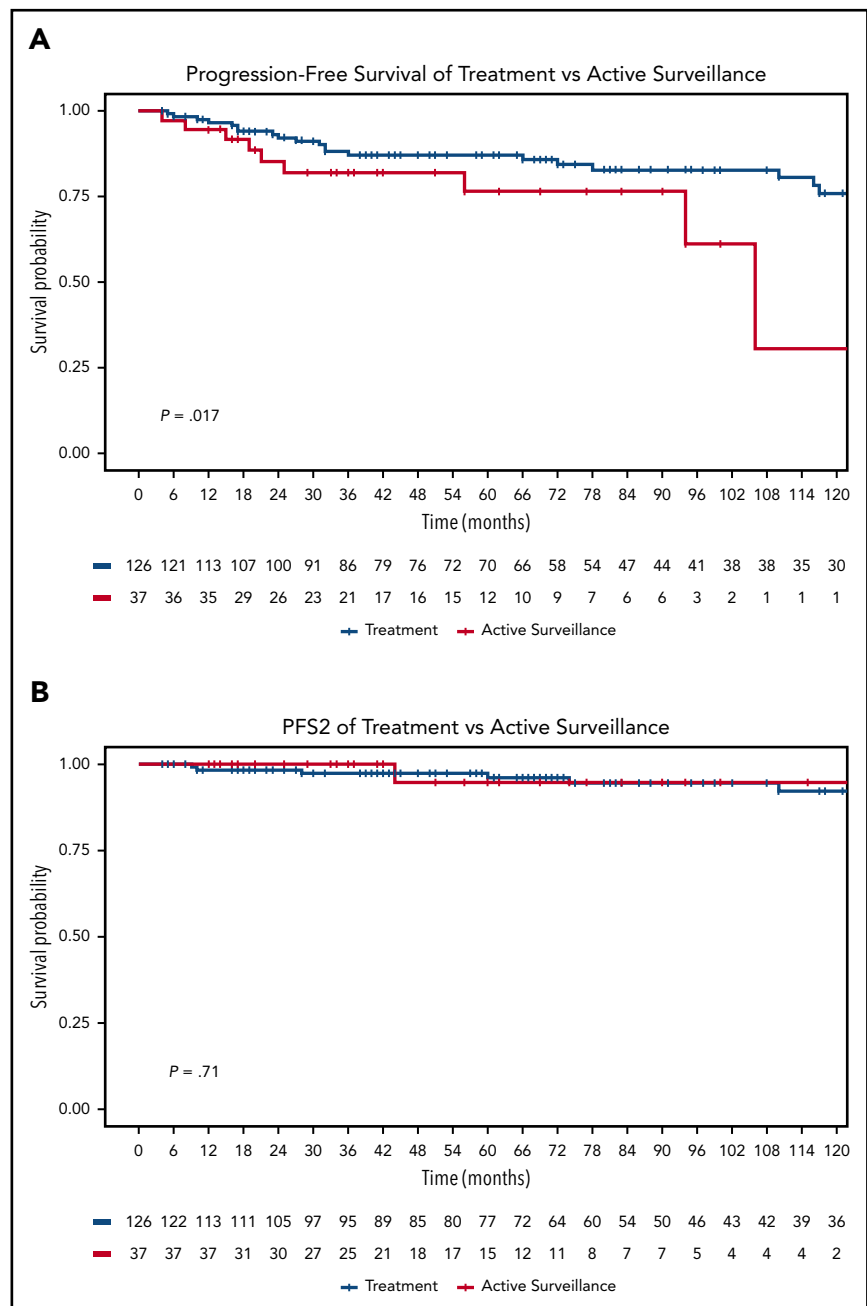 A
Progression-Free Survival of Treatment vs Active Surveillance
1.00
0.75
0.50
0.25
0.00
Survival probability
P = .017
0 6 12 18 24 30 36 42 48 54 60 66 72 78 84 90 96 102 108 114 120
Time (months)
126 121 113 107 100 91 86 79 76 72 70 66 58 54 47 44 41 38 38 35 30
37 36 35 29 26 23 21 17 16 15 12 10 9 7 6 6 3 2 1 1 1
Treatment Active Surveillance
B
PFS2 of Treatment vs Active Surveillance
1.00
0.75
0.50
0.25
0.00
Survival probability
P = .71
0 6 12 18 24 30 36 42 48 54 60 66 72 78 84 90 96 102 108 114 120
Time (months)
126 122 113 111 105 97 95 89 85 80 77 72 64 60 54 50 46 43 42 39 36
37 37 37 31 30 27 25 21 18 17 15 12 11 8 7 7 5 4 4 4 2
Treatment Active Surveillance